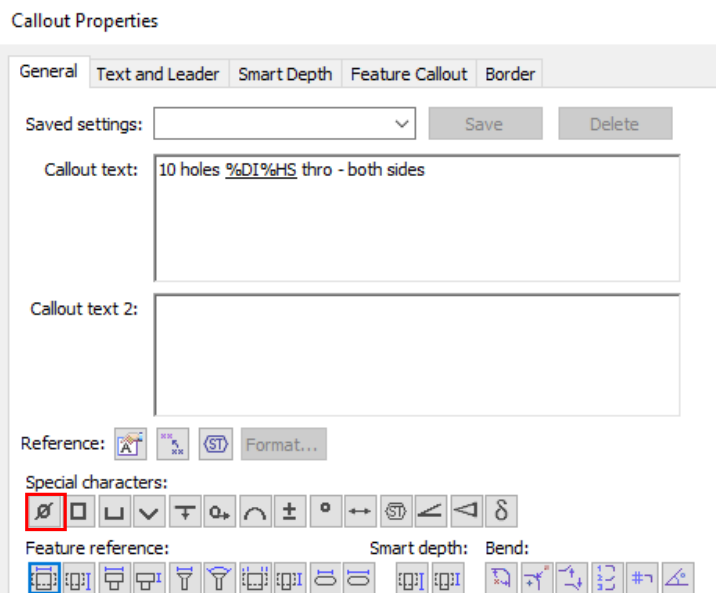 Callout Properties
General Text and Leader Smart Depth Feature Callout Border
Saved settings: Save Delete
Callout text: 10 holes %DI%HS thro - both sides
Callout text 2:
Reference: Format...
Special characters:
Feature reference: Smart depth: Bend: